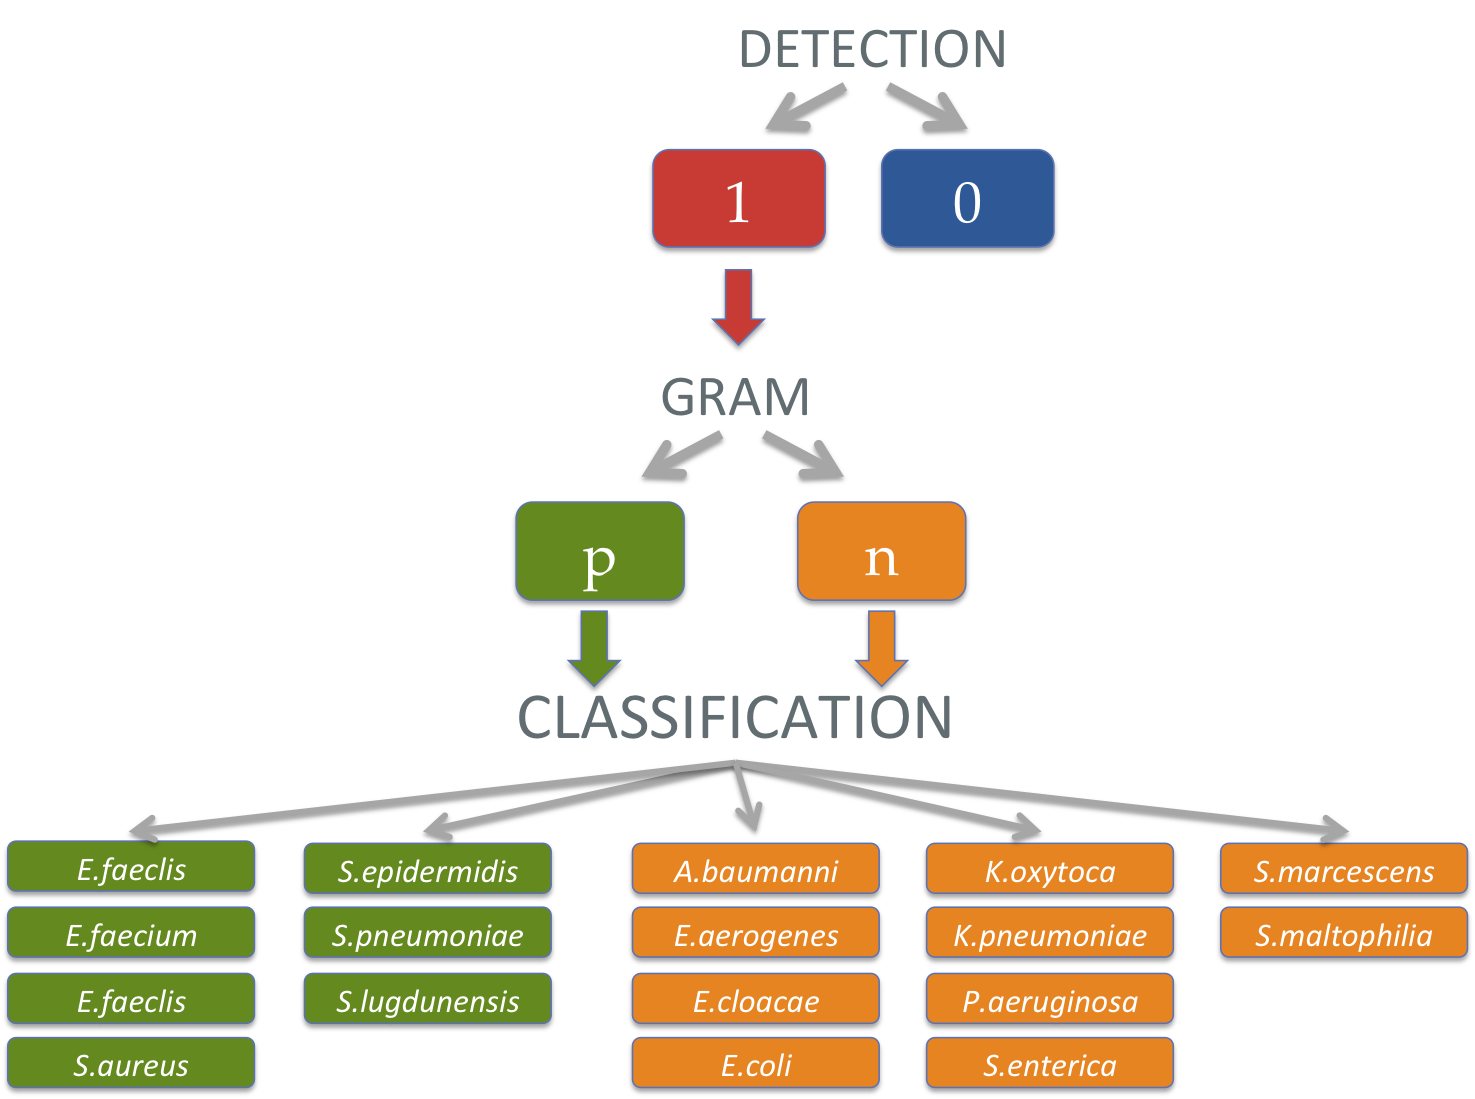 DETECTION
1
0
GRAM
p
n
CLASSIFICATION
E.faeclis
E.faecium
E.faeclis
S.aureus
S.epidermidis
S.pneumoniae
S.lugdunensis
A.baumanni
E.aerogenes
E.cloacae
E.coli
K.oxytoca
K.pneumoniae
P.aeruginosa
S.enterica
S.marcescens
S.maltophilia